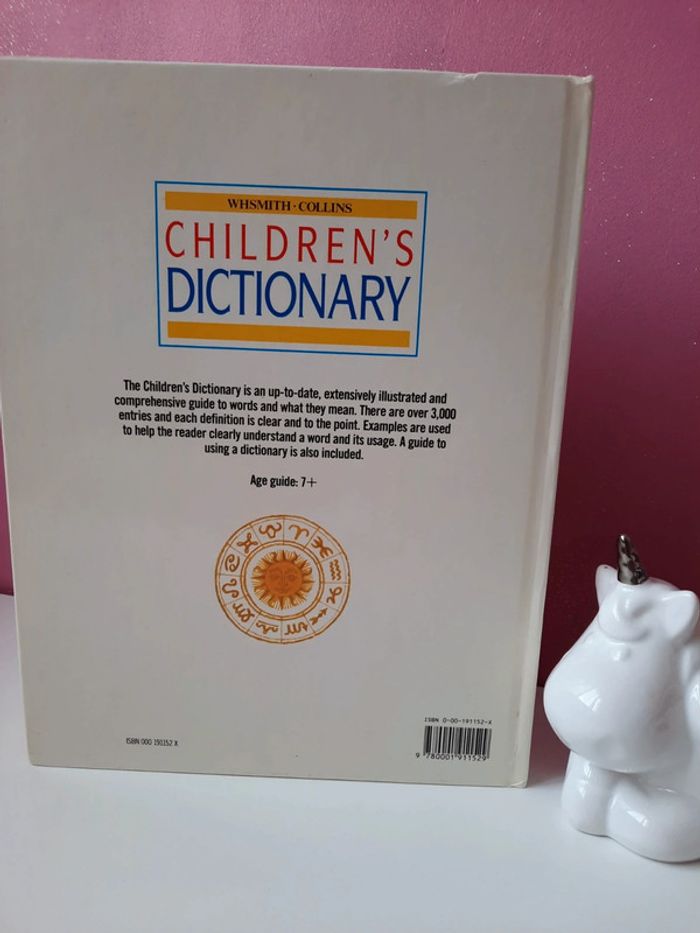 WHSMITH · COLLINS
CHILDREN'S
DICTIONARY
The Children's Dictionary is an up-to-date, extensively illustrated and
comprehensive guide to words and what they mean. There are over 3,000
entries and each definition is clear and to the point. Examples are used
to help the reader clearly understand a word and its usage. A guide to
using a dictionary is also included.
Age guide: 7+
ISBN 0-00-191152-X
ISBN 000 191152 X
9 780001 911529